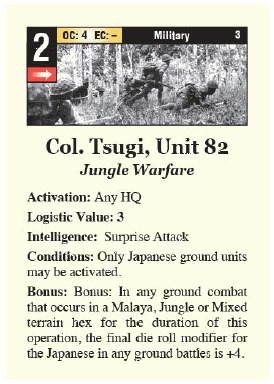 2 OC: 4 EC: – Military 3
Col. Tsugi, Unit 82
Jungle Warfare
Activation: Any HQ
Logistic Value: 3
Intelligence: Surprise Attack
Conditions: Only Japanese ground units
may be activated.
Bonus: Bonus: In any ground combat
that occurs in a Malaya, Jungle or Mixed
terrain hex for the duration of this
operation, the final die roll modifier for
the Japanese in any ground battles is +4.